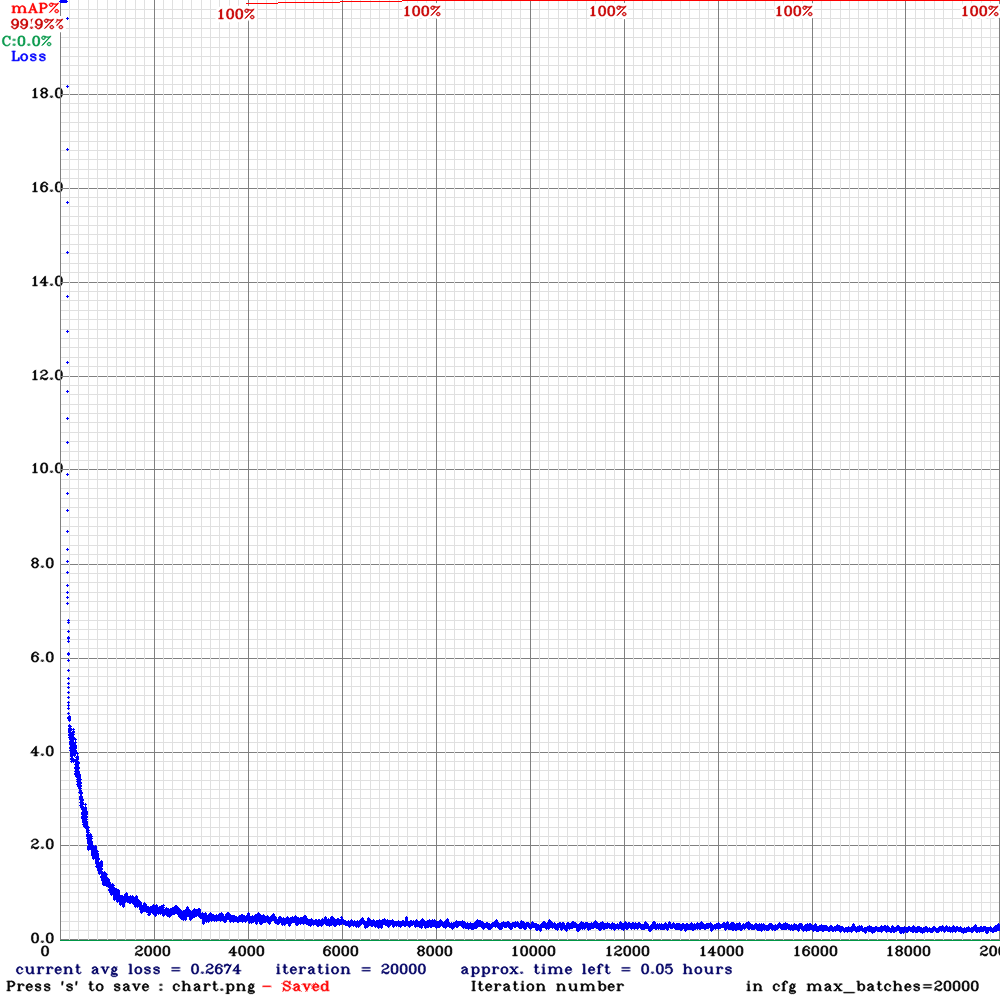 mAP%
100% 100% 100% 100% 100%
C:0.0%
Loss
18.0
16.0
14.0
12.0
10.0
8.0
6.0
4.0
2.0
0.0
0 2000 4000 6000 8000 10000 12000 14000 16000 18000 200
current avg loss = 0.2674 iteration = 20000 approx. time left = 0.05 hours
Press 's' to save : chart.png - Saved Iteration number in cfg max_batches=20000